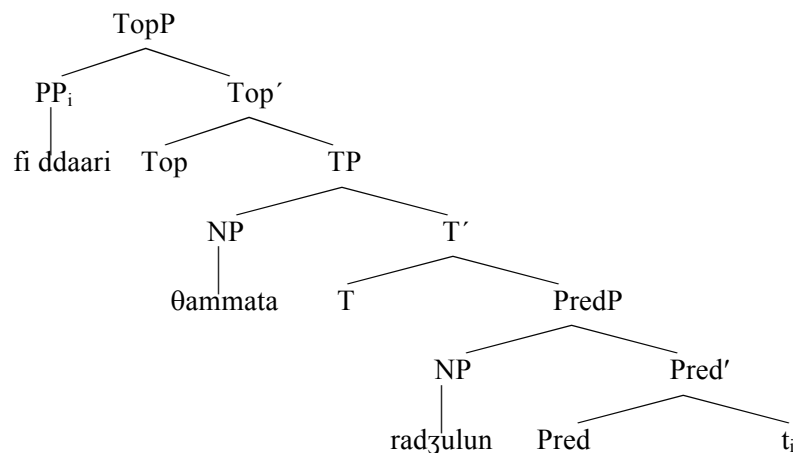 TopP
PPᵢ Top´
fi ddaari Top TP
NP T´
θammata T PredP
NP Pred′
radʒulun Pred tᵢ